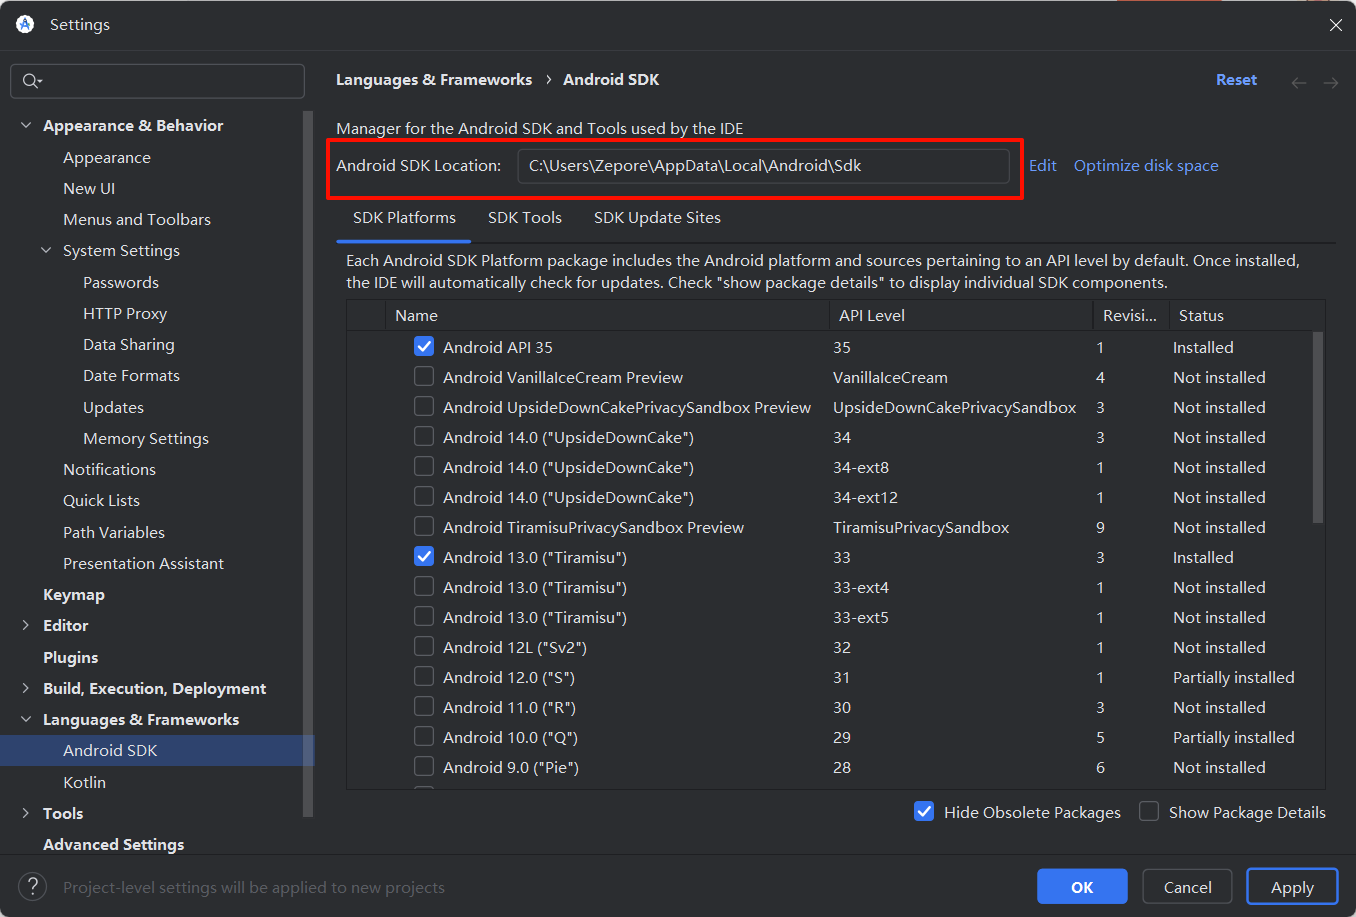 Settings
Languages & Frameworks › Android SDK
Reset
Appearance & Behavior
Appearance
New UI
Menus and Toolbars
System Settings
Passwords
HTTP Proxy
Data Sharing
Date Formats
Updates
Memory Settings
Notifications
Quick Lists
Path Variables
Presentation Assistant
Keymap
Editor
Plugins
Build, Execution, Deployment
Languages & Frameworks
Android SDK
Kotlin
Tools
Advanced Settings
Manager for the Android SDK and Tools used by the IDE
Android SDK Location: C:\Users\Zepore\AppData\Local\Android\Sdk Edit Optimize disk space
SDK Platforms SDK Tools SDK Update Sites
Each Android SDK Platform package includes the Android platform and sources pertaining to an API level by default. Once installed,
the IDE will automatically check for updates. Check "show package details" to display individual SDK components.
Name API Level Revisi... Status
Android API 35 35 1 Installed
Android VanillaIceCream Preview VanillaIceCream 4 Not installed
Android UpsideDownCakePrivacySandbox Preview UpsideDownCakePrivacySandbox 3 Not installed
Android 14.0 ("UpsideDownCake") 34 3 Not installed
Android 14.0 ("UpsideDownCake") 34-ext8 1 Not installed
Android 14.0 ("UpsideDownCake") 34-ext12 1 Not installed
Android TiramisuPrivacySandbox Preview TiramisuPrivacySandbox 9 Not installed
Android 13.0 ("Tiramisu") 33 3 Installed
Android 13.0 ("Tiramisu") 33-ext4 1 Not installed
Android 13.0 ("Tiramisu") 33-ext5 1 Not installed
Android 12L ("Sv2") 32 1 Not installed
Android 12.0 ("S") 31 1 Partially installed
Android 11.0 ("R") 30 3 Not installed
Android 10.0 ("Q") 29 5 Partially installed
Android 9.0 ("Pie") 28 6 Not installed
Hide Obsolete Packages Show Package Details
? Project-level settings will be applied to new projects
OK Cancel Apply